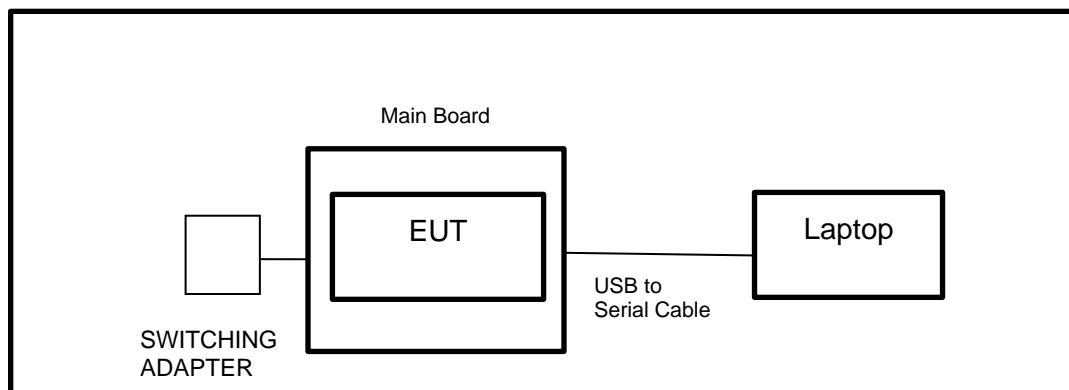 Main Board
EUT
Laptop
USB to
Serial Cable
SWITCHING
ADAPTER